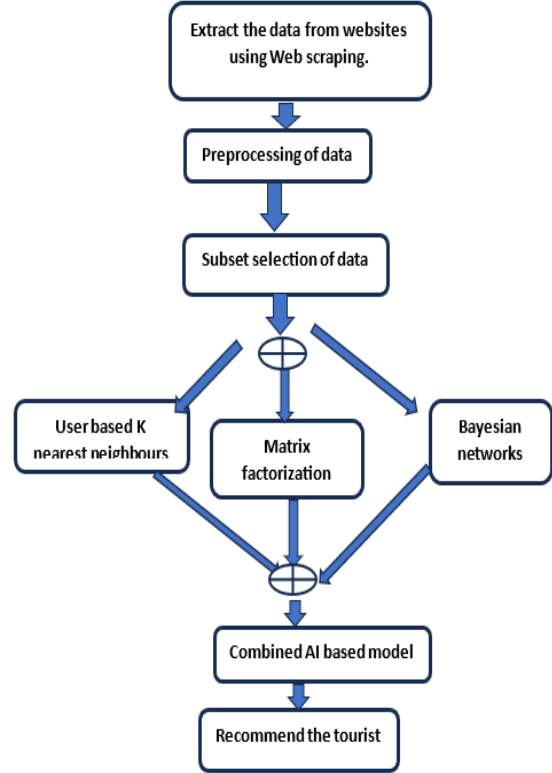 Extract the data from websites
using Web scraping.
Preprocessing of data
Subset selection of data
User based K
nearest neighbours
Matrix
factorization
Bayesian
networks
Combined AI based model
Recommend the tourist